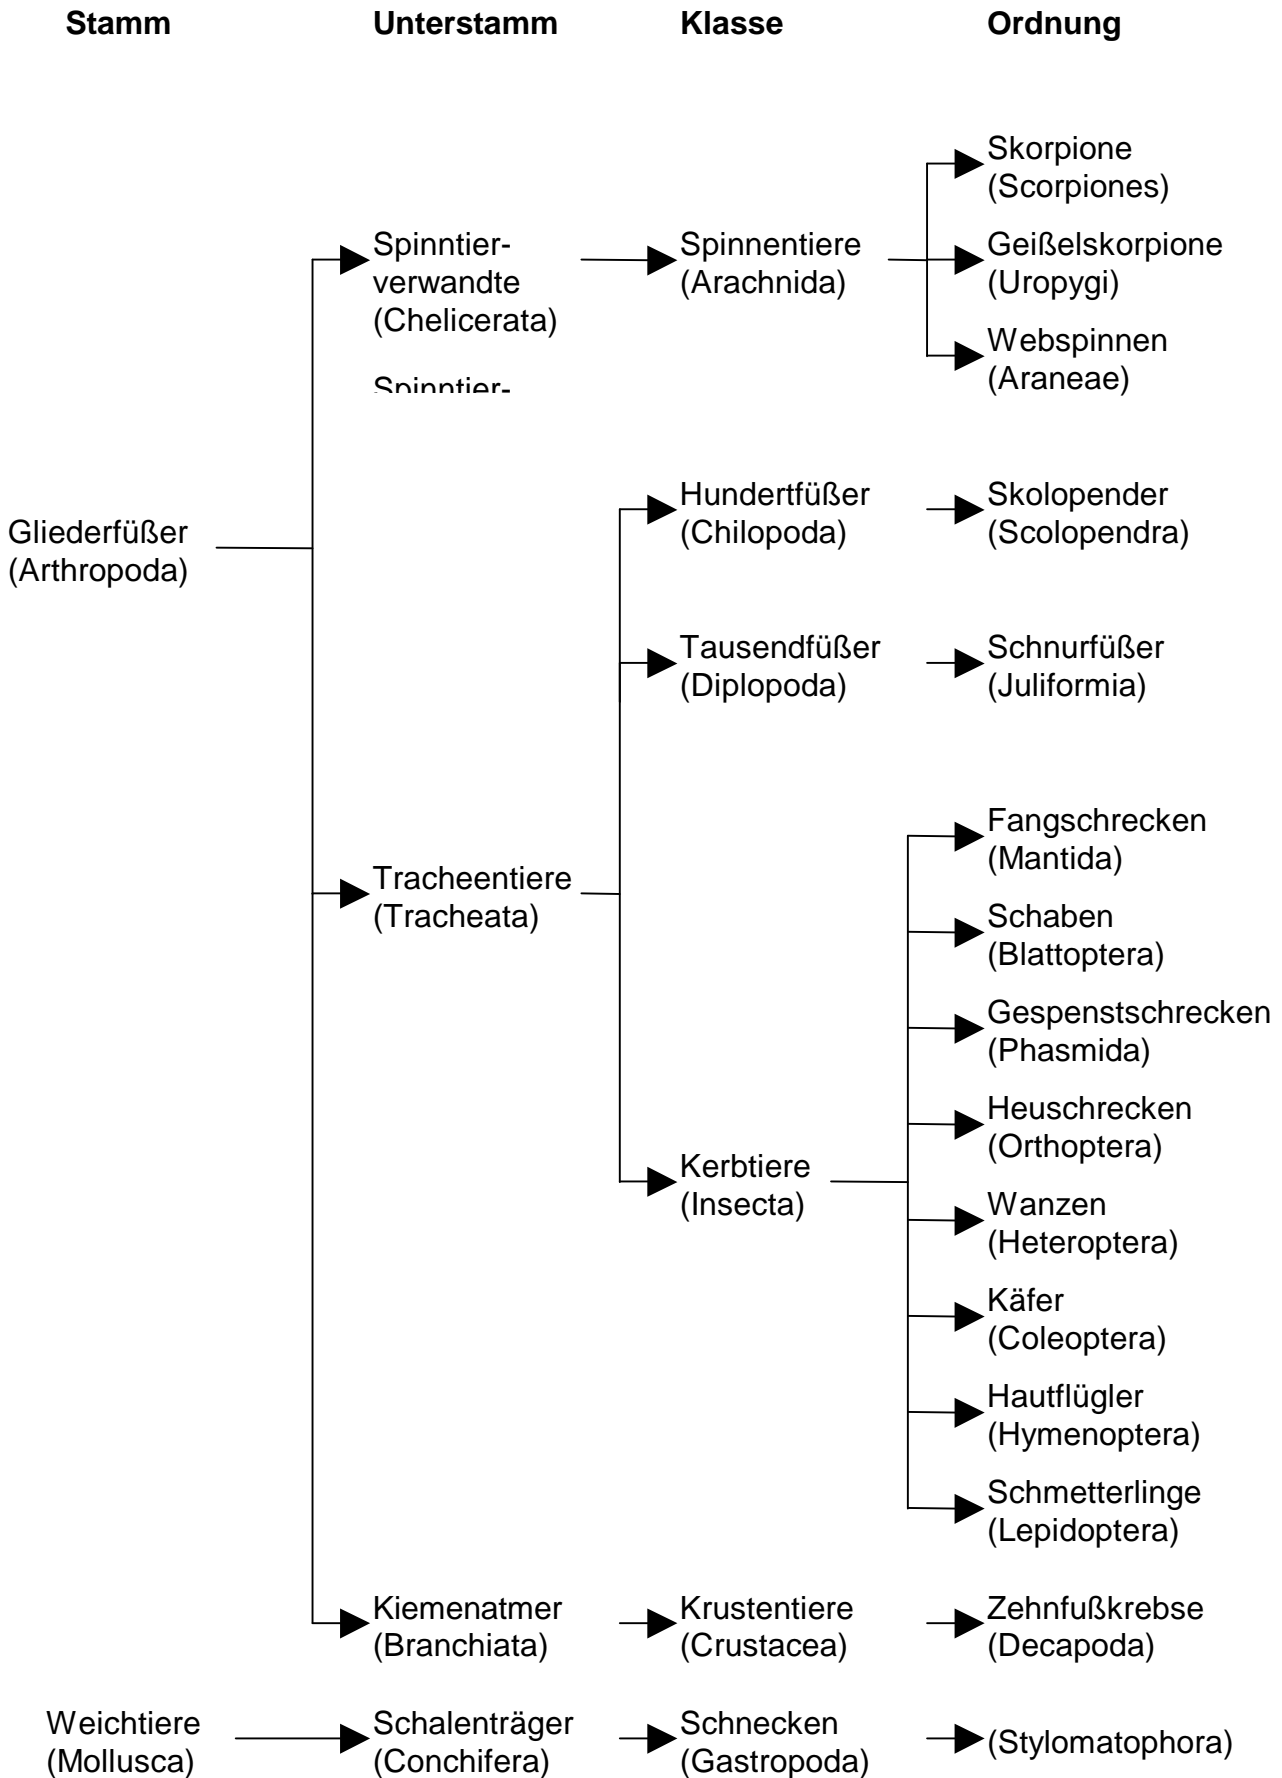 Stamm Unterstamm Klasse Ordnung
Skorpione
(Scorpiones)
Spinntier-
verwandte
(Chelicerata)
Spinnentiere
(Arachnida)
Geißelskorpione
(Uropygi)
Webspinnen
(Araneae)
Spinntier-
Gliederfüßer
(Arthropoda)
Hundertfüßer
(Chilopoda)
Skolopender
(Scolopendra)
Tausendfüßer
(Diplopoda)
Schnurfüßer
(Juliformia)
Tracheentiere
(Tracheata)
Fangschrecken
(Mantida)
Schaben
(Blattoptera)
Gespenstschrecken
(Phasmida)
Heuschrecken
(Orthoptera)
Kerbtiere
(Insecta)
Wanzen
(Heteroptera)
Käfer
(Coleoptera)
Hautflügler
(Hymenoptera)
Schmetterlinge
(Lepidoptera)
Kiemenatmer
(Branchiata)
Krustentiere
(Crustacea)
Zehnfußkrebse
(Decapoda)
Weichtiere
(Mollusca)
Schalenträger
(Conchifera)
Schnecken
(Gastropoda)
(Stylomatophora)